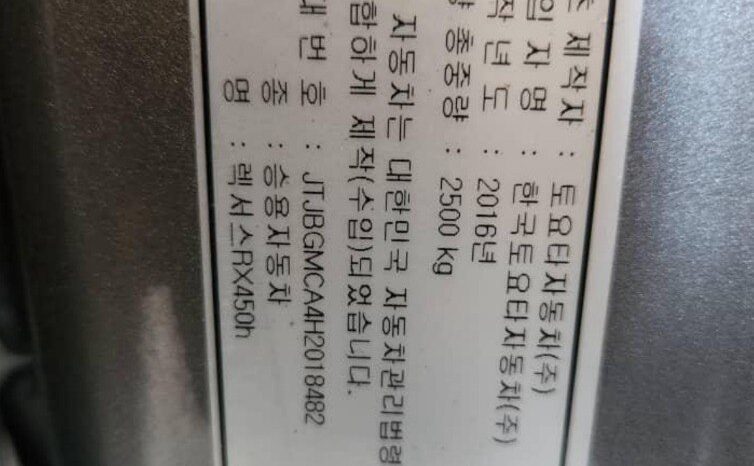 초 제작자 : 토요타자동차(주)
입 자 명 : 한국토요타자동차(주)
작 년 도 : 2016년
량 총중량 : 2500 kg
자동차는 대한민국 자동차관리법령
합하게 제작(수입)되었습니다.
대 번 호 : JTJBGMCA4H2018482
종 : 승용자동차
명 : 렉서스RX450h